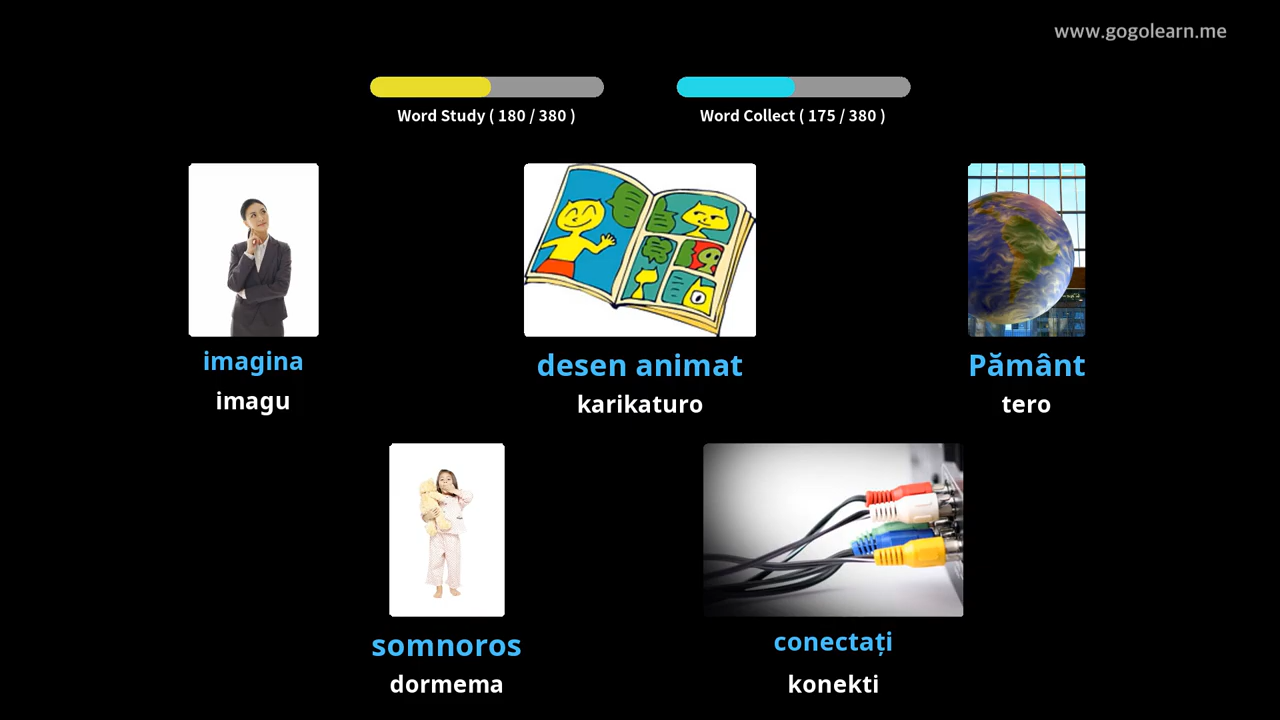 www.gogolearn.me
Word Study ( 180 / 380 )
Word Collect ( 175 / 380 )
imagina
imagu
desen animat
karikaturo
Pământ
tero
somnoros
dormema
conectați
konekti